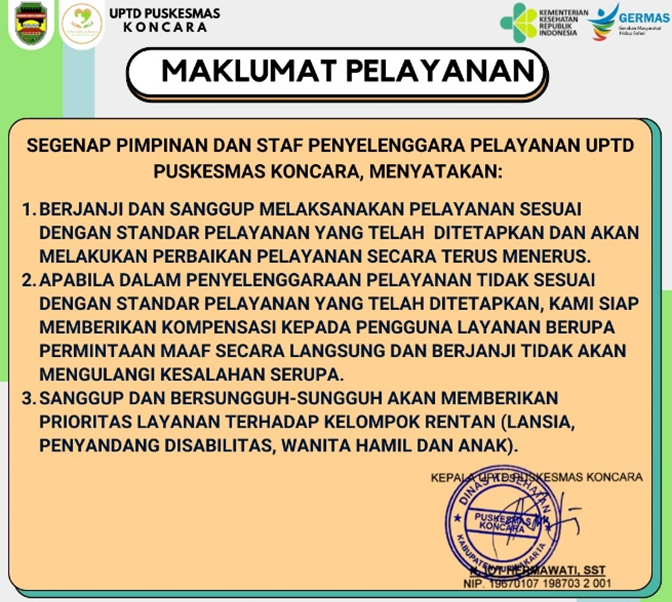 UPTD PUSKESMAS
KONCARA
KEMENTERIAN
KESEHATAN
REPUBLIK
INDONESIA
GERMAS
Gerakan Masyarakat
Hidup Sehat
MAKLUMAT PELAYANAN
SEGENAP PIMPINAN DAN STAF PENYELENGGARA PELAYANAN UPTD
PUSKESMAS KONCARA, MENYATAKAN:
1. BERJANJI DAN SANGGUP MELAKSANAKAN PELAYANAN SESUAI
DENGAN STANDAR PELAYANAN YANG TELAH DITETAPKAN DAN AKAN
MELAKUKAN PERBAIKAN PELAYANAN SECARA TERUS MENERUS.
2. APABILA DALAM PENYELENGGARAAN PELAYANAN TIDAK SESUAI
DENGAN STANDAR PELAYANAN YANG TELAH DITETAPKAN, KAMI SIAP
MEMBERIKAN KOMPENSASI KEPADA PENGGUNA LAYANAN BERUPA
PERMINTAAN MAAF SECARA LANGSUNG DAN BERJANJI TIDAK AKAN
MENGULANGI KESALAHAN SERUPA.
3. SANGGUP DAN BERSUNGGUH-SUNGGUH AKAN MEMBERIKAN
PRIORITAS LAYANAN TERHADAP KELOMPOK RENTAN (LANSIA,
PENYANDANG DISABILITAS, WANITA HAMIL DAN ANAK).
KEPALA UPTD PUSKESMAS KONCARA
DINAS KESEHATAN
PUSKESMAS
KONCARA
KABUPATEN PURWAKARTA
HERMAWATI, SST
NIP. 19670107 198703 2 001